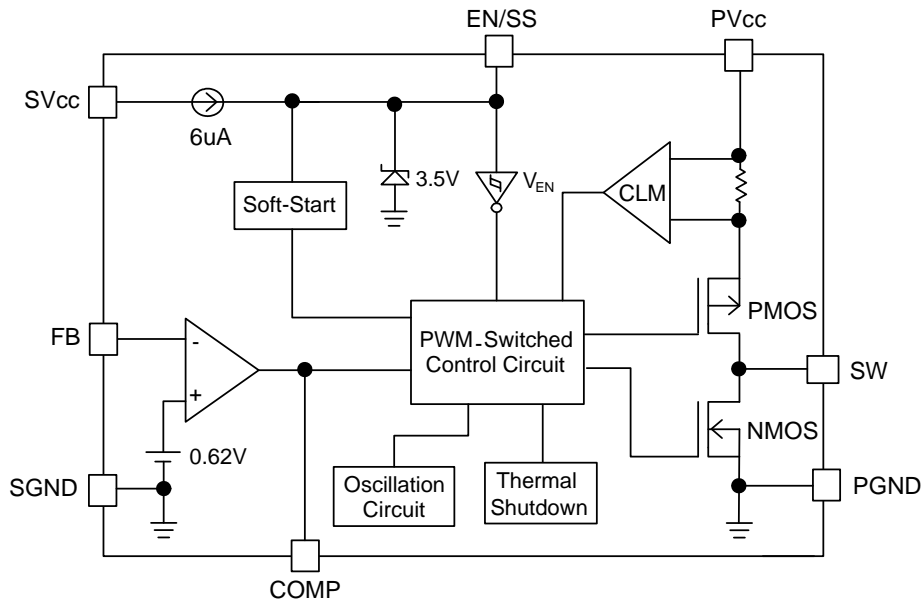 EN/SS
PVcc
SVcc
6uA
3.5V
VEN
CLM
Soft-Start
PMOS
FB
-
PWM-Switched
Control Circuit
SW
+
NMOS
0.62V
SGND
Oscillation
Circuit
Thermal
Shutdown
PGND
COMP